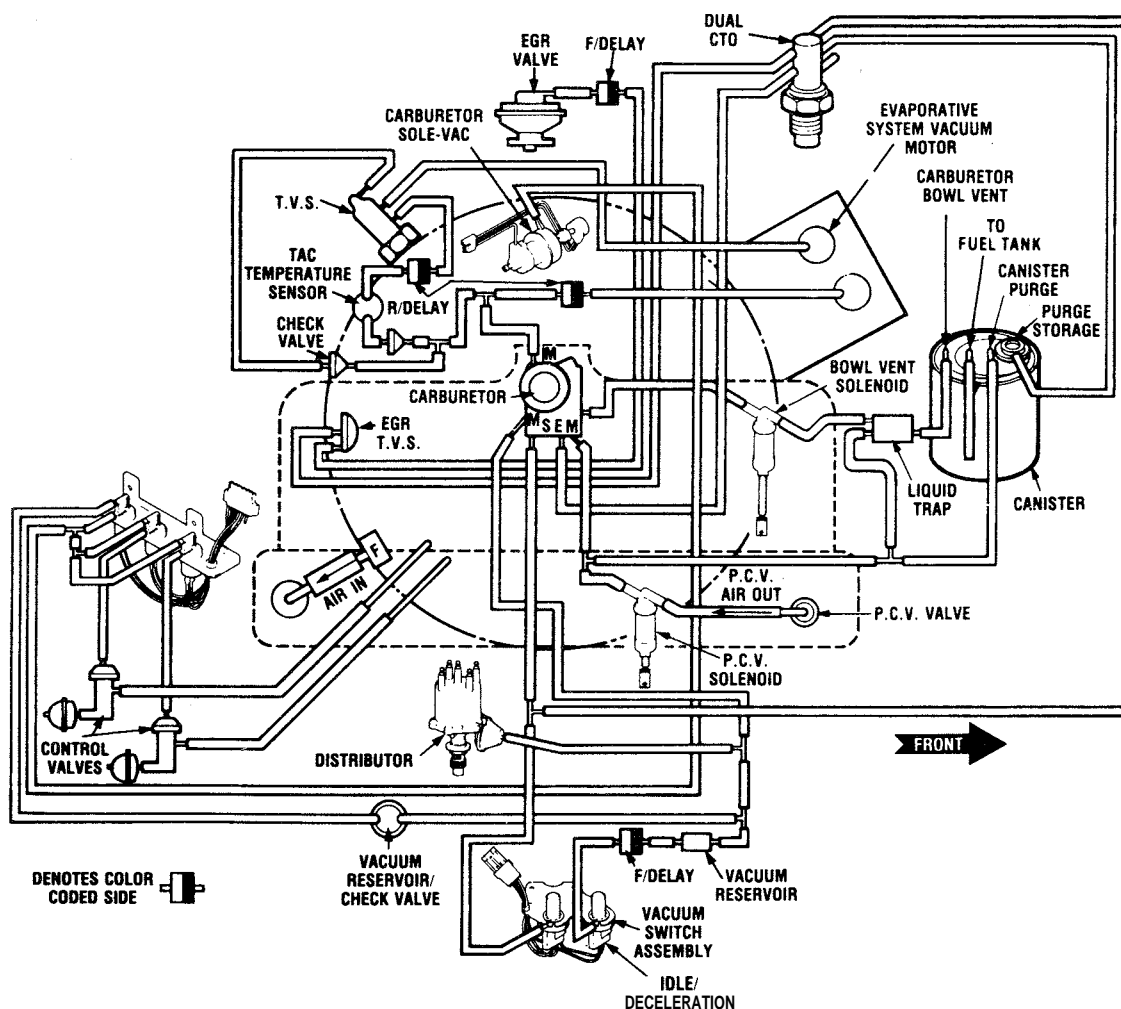 DUAL
CTO
EGR
VALVE
F/DELAY
CARBURETOR
SOLE-VAC
EVAPORATIVE
SYSTEM VACUUM
MOTOR
CARBURETOR
BOWL VENT
T.V.S.
TO
FUEL TANK
TAC
TEMPERATURE
SENSOR
CANISTER
PURGE
R/DELAY
PURGE
STORAGE
CHECK
VALVE
M
BOWL VENT
SOLENOID
CARBURETOR
M S E M
EGR
T.V.S.
LIQUID
TRAP
CANISTER
F
AIR IN
P.C.V.
AIR OUT
P.C.V. VALVE
P.C.V.
SOLENOID
CONTROL
VALVES
DISTRIBUTOR
FRONT
VACUUM
RESERVOIR/
CHECK VALVE
F/DELAY
VACUUM
RESERVOIR
DENOTES COLOR
CODED SIDE
VACUUM
SWITCH
ASSEMBLY
IDLE/
DECELERATION